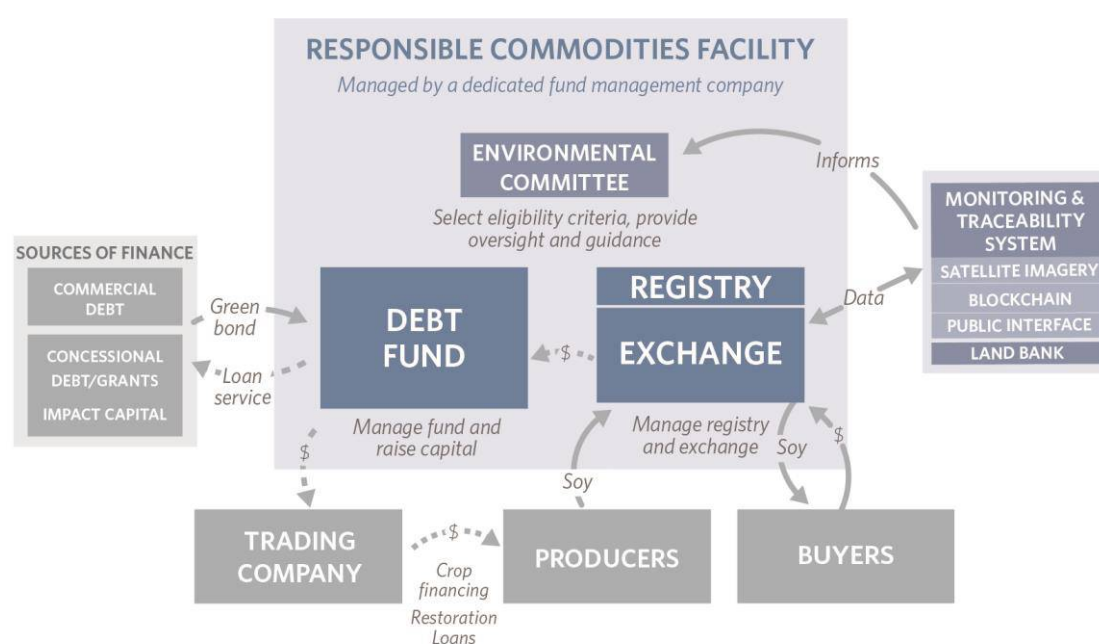 RESPONSIBLE COMMODITIES FACILITY
Managed by a dedicated fund management company
ENVIRONMENTAL
COMMITTEE
Select eligibility criteria, provide
oversight and guidance
Informs
MONITORING &
TRACEABILITY
SYSTEM
SATELLITE IMAGERY
BLOCKCHAIN
PUBLIC INTERFACE
LAND BANK
SOURCES OF FINANCE
COMMERCIAL
DEBT
CONCESSIONAL
DEBT/GRANTS
IMPACT CAPITAL
Green
bond
Loan
service
DEBT
FUND
Manage fund and
raise capital
$
REGISTRY
EXCHANGE
Manage registry
and exchange
Data
$
Soy
Soy
$
TRADING
COMPANY
$
Crop
financing
Restoration
Loans
PRODUCERS
BUYERS